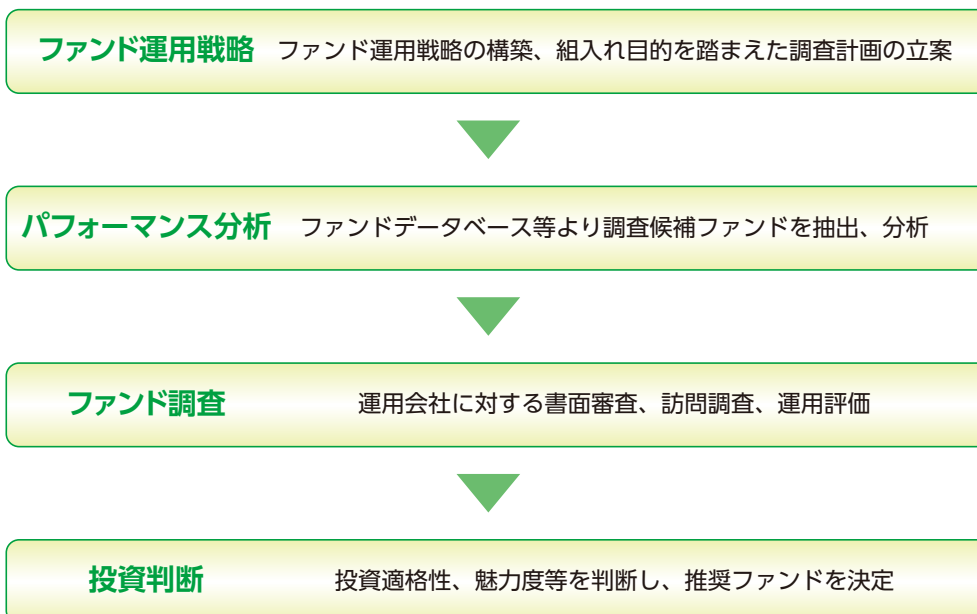 ファンド運用戦略 ファンド運用戦略の構築、組入れ目的を踏まえた調査計画の立案
パフォーマンス分析 ファンドデータベース等より調査候補ファンドを抽出、分析
ファンド調査 運用会社に対する書面審査、訪問調査、運用評価
投資判断 投資適格性、魅力度等を判断し、推奨ファンドを決定